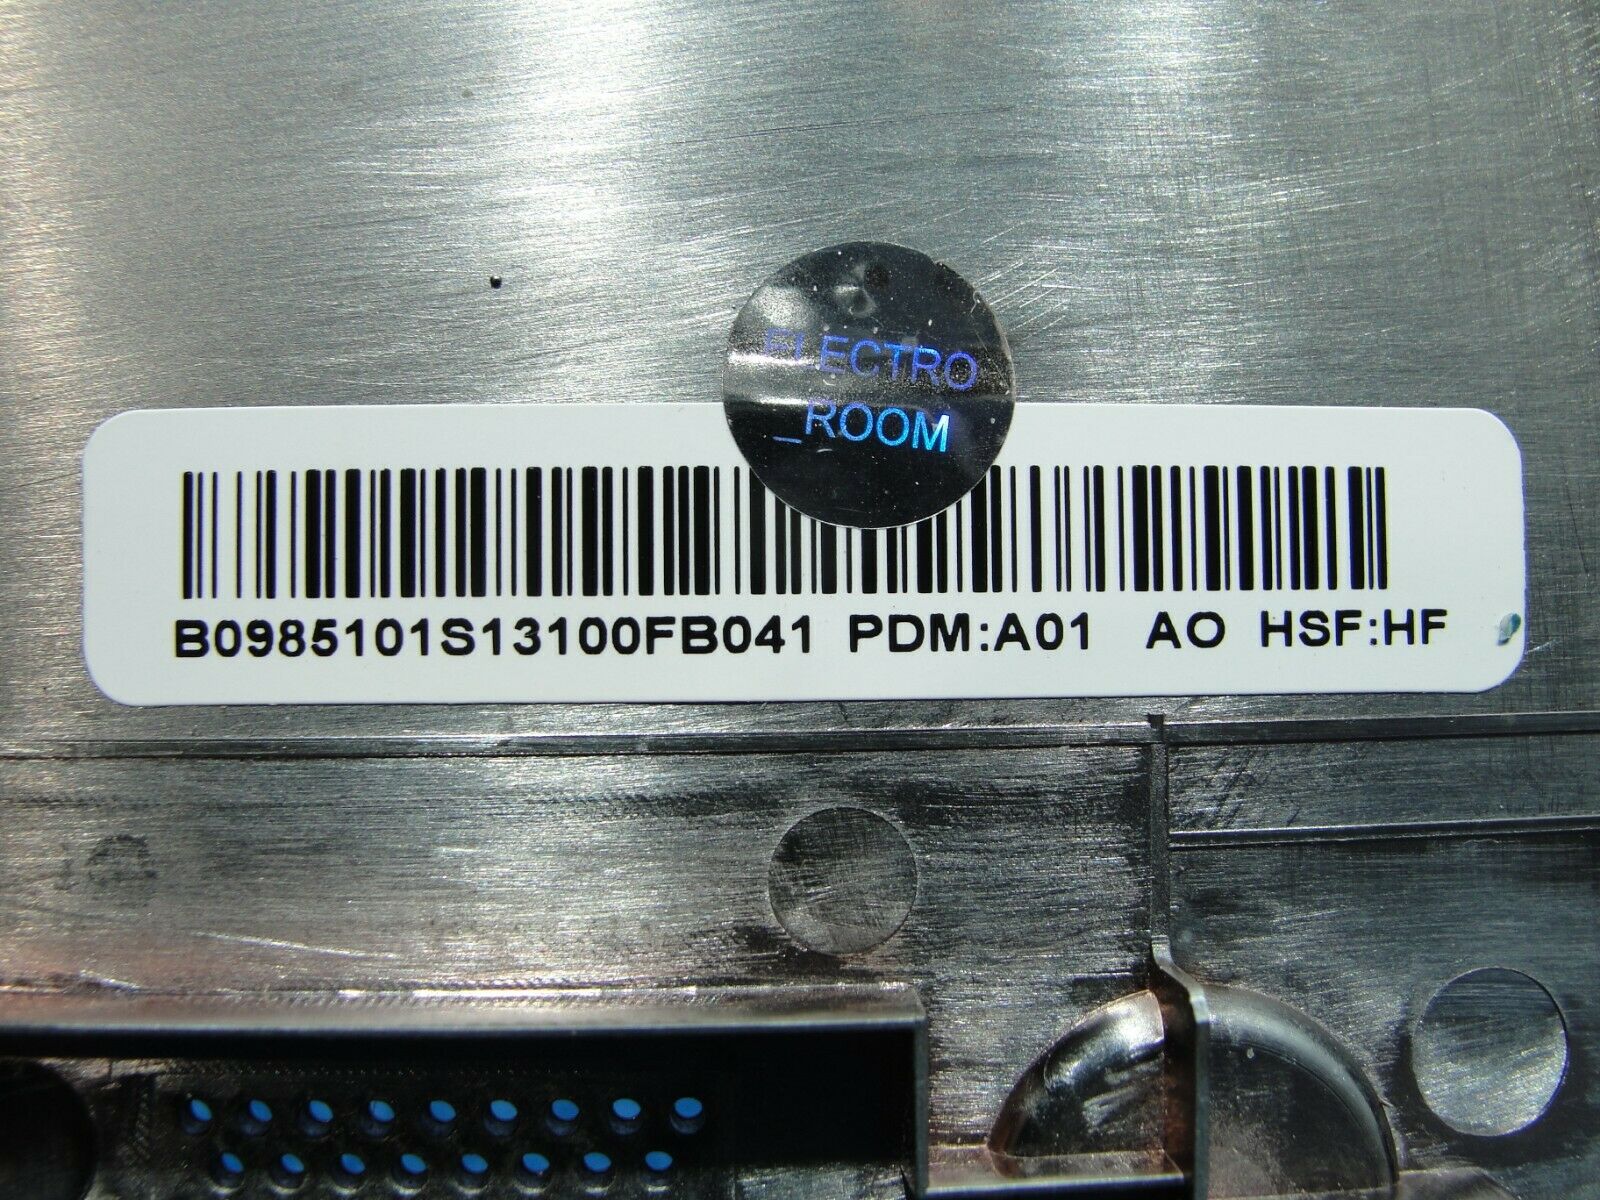 ELECTRO
_ROOM
B0985101S13100FB041 PDM:A01 AO HSF:HF